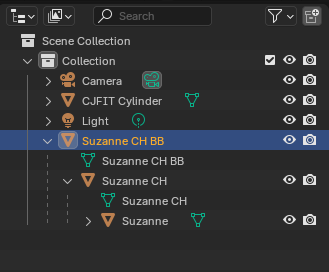 Search
Scene Collection
Collection
Camera
CJFIT Cylinder
Light
Suzanne CH BB
Suzanne CH BB
Suzanne CH
Suzanne CH
Suzanne